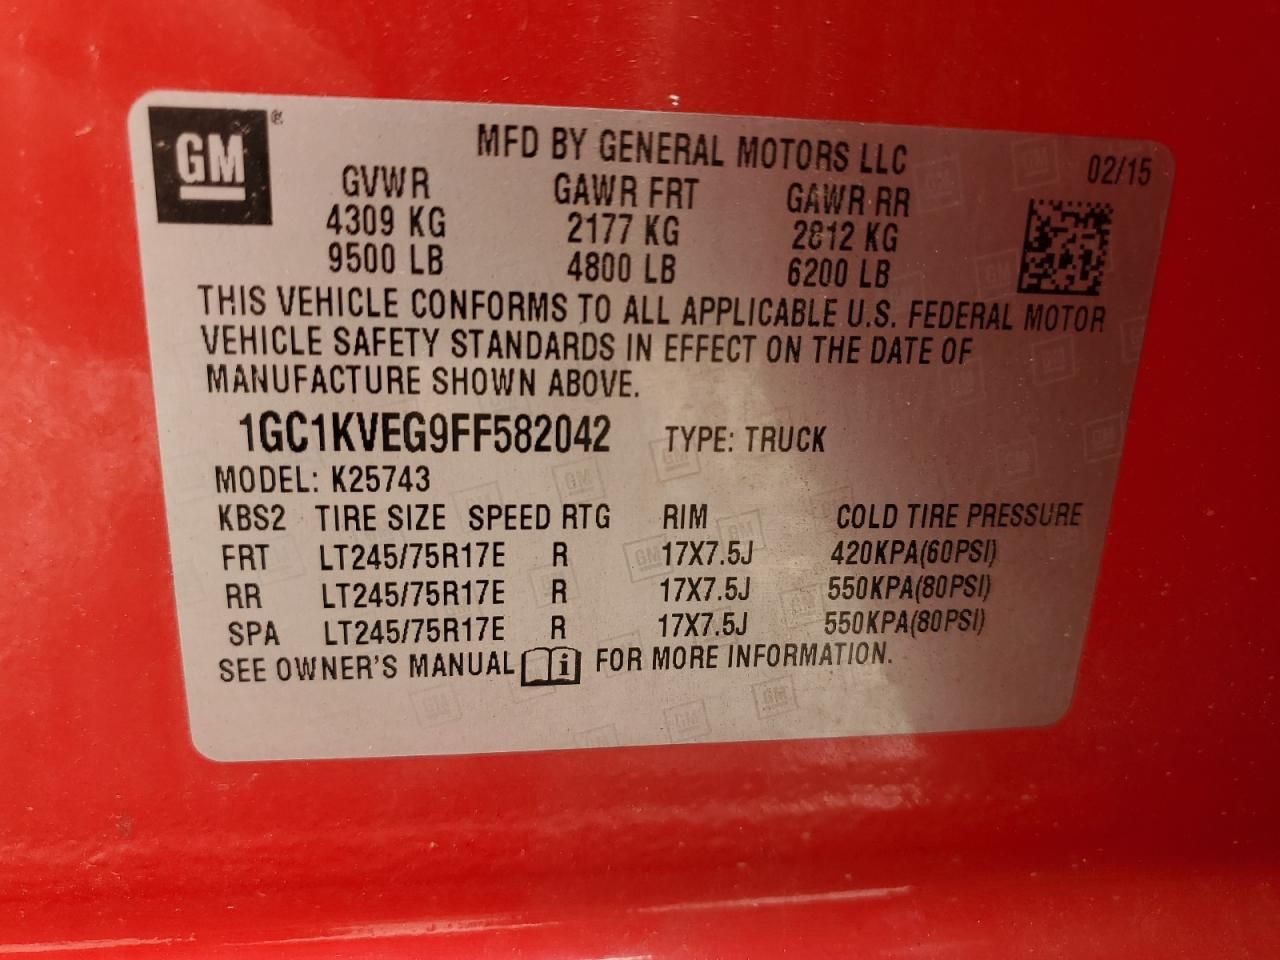 GM
MFD BY GENERAL MOTORS LLC 02/15
GVWR GAWR FRT GAWR RR
4309 KG 2177 KG 2812 KG
9500 LB 4800 LB 6200 LB
THIS VEHICLE CONFORMS TO ALL APPLICABLE U.S. FEDERAL MOTOR
VEHICLE SAFETY STANDARDS IN EFFECT ON THE DATE OF
MANUFACTURE SHOWN ABOVE.
1GC1KVEG9FF582042 TYPE: TRUCK
MODEL: K25743
KBS2 TIRE SIZE SPEED RTG RIM COLD TIRE PRESSURE
FRT LT245/75R17E R 17X7.5J 420KPA(60PSI)
RR LT245/75R17E R 17X7.5J 550KPA(80PSI)
SPA LT245/75R17E R 17X7.5J 550KPA(80PSI)
SEE OWNER'S MANUAL i FOR MORE INFORMATION.